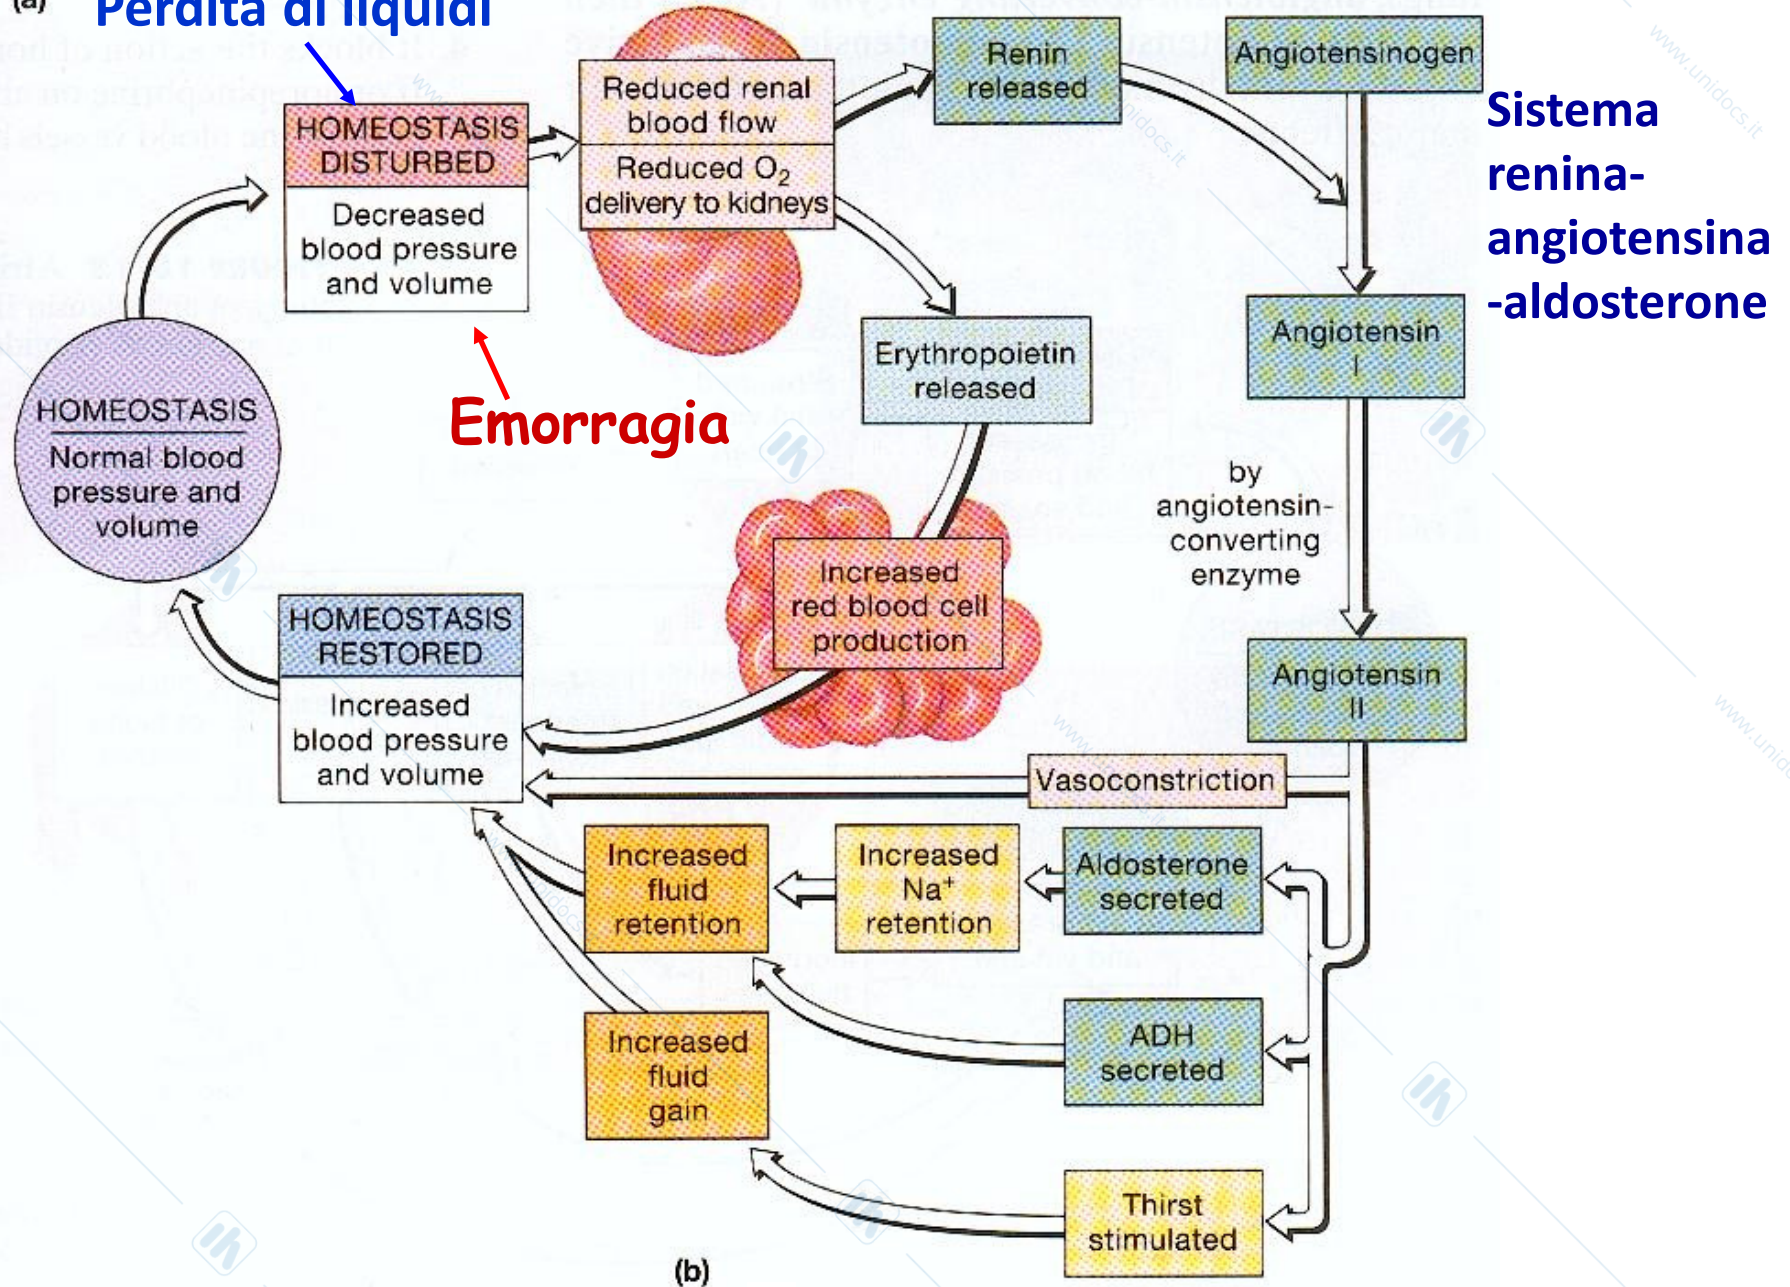 (a)
Perdita di liquidi
HOMEOSTASIS
DISTURBED
Decreased
blood pressure
and volume
Emorragia
Reduced renal
blood flow
Reduced O₂
delivery to kidneys
Renin
released
Angiotensinogen
Sistema
renina-
angiotensina
-aldosterone
Erythropoietin
released
Angiotensin
I
HOMEOSTASIS
Normal blood
pressure and
volume
by
angiotensin-
converting
enzyme
Increased
red blood cell
production
HOMEOSTASIS
RESTORED
Increased
blood pressure
and volume
Angiotensin
II
Vasoconstriction
Increased
fluid
retention
Increased
Na⁺
retention
Aldosterone
secreted
Increased
fluid
gain
ADH
secreted
Thirst
stimulated
(b)
www.unidocs.it